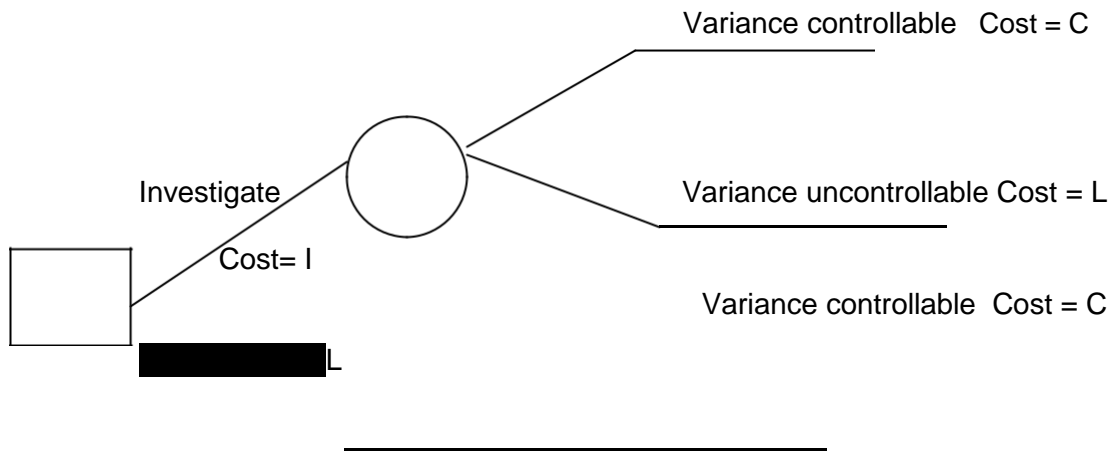 Variance controllable Cost = C
Investigate
Variance uncontrollable Cost = L
Cost= I
Variance controllable Cost = C
L